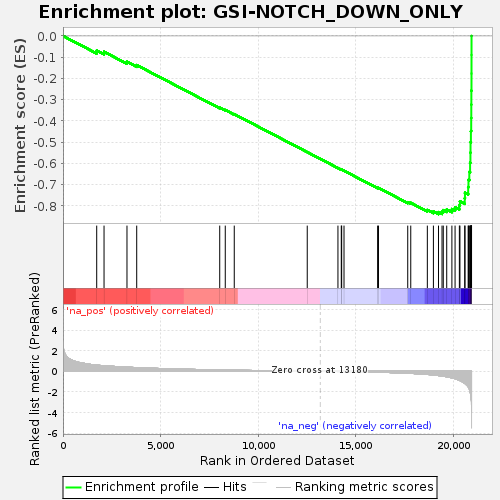 Enrichment plot: GSI-NOTCH_DOWN_ONLY
Enrichment score (ES)
0.0
-0.1
-0.2
-0.3
-0.4
-0.5
-0.6
-0.7
-0.8
'na_pos' (positively correlated)
Ranked list metric (PreRanked)
6
4
2
0
-2
-4
-6
Zero cross at 13180
'na_neg' (negatively correlated)
0
5,000
10,000
15,000
20,000
Rank in Ordered Dataset
Enrichment profile
Hits
Ranking metric scores